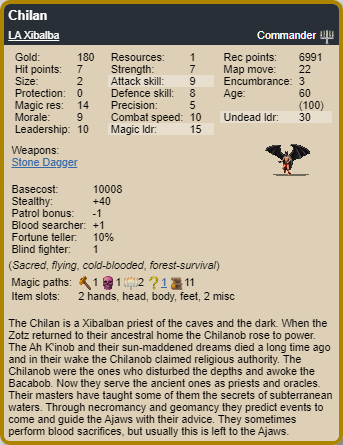 Chilan
LA Xibalba Commander
Gold: 180 Resources: 1 Rec points: 6991
Hit points: 7 Strength: 7 Map move: 22
Size: 2 Attack skill: 9 Encumbrance: 3
Protection: 0 Defence skill: 8 Age: 60
Magic res: 14 Precision: 5 (100)
Morale: 9 Combat speed: 10 Undead ldr: 30
Leadership: 10 Magic ldr: 15
Weapons:
Stone Dagger
Basecost: 10008
Stealthy: +40
Patrol bonus: -1
Blood searcher: +1
Fortune teller: 10%
Blind fighter: 1
(Sacred, flying, cold-blooded, forest-survival)
Magic paths: 1 1 2 ? 1 11
Item slots: 2 hands, head, body, feet, 2 misc
The Chilan is a Xibalban priest of the caves and the dark. When the
Zotz returned to their ancestral home the Chilanob rose to power.
The Ah K'inob and their sun-maddened dreams died a long time ago
and in their wake the Chilanob claimed religious authority. The
Chilanob were the ones who disturbed the depths and awoke the
Bacabob. Now they serve the ancient ones as priests and oracles.
Their masters have taught some of them the secrets of subterranean
waters. Through necromancy and geomancy they predict events to
come and guide the Ajaws with their advice. They sometimes
perform blood sacrifices, but usually this is left to the Ajaws.